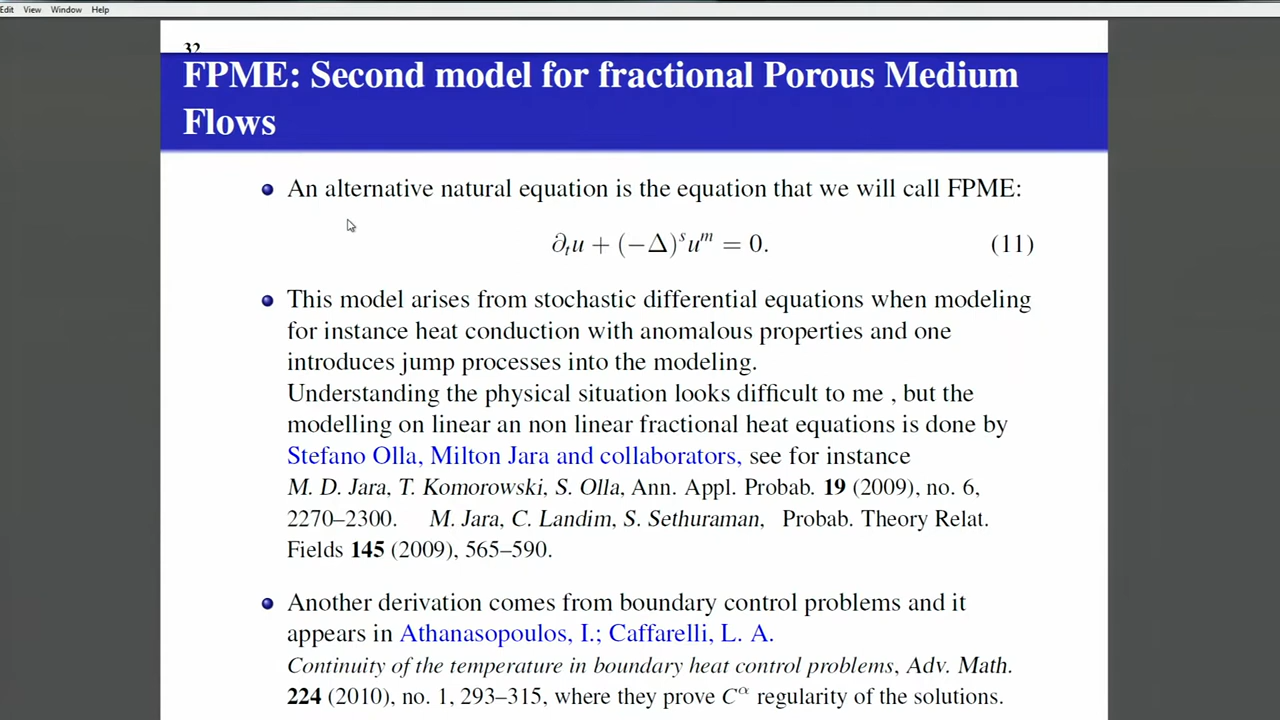 Edit View Window Help
32
FPME: Second model for fractional Porous Medium
Flows
An alternative natural equation is the equation that we will call FPME:
∂ₜu + (−Δ)ˢuᵐ = 0. (11)
This model arises from stochastic differential equations when modeling
for instance heat conduction with anomalous properties and one
introduces jump processes into the modeling.
Understanding the physical situation looks difficult to me , but the
modelling on linear an non linear fractional heat equations is done by
Stefano Olla, Milton Jara and collaborators, see for instance
M. D. Jara, T. Komorowski, S. Olla, Ann. Appl. Probab. 19 (2009), no. 6,
2270–2300. M. Jara, C. Landim, S. Sethuraman, Probab. Theory Relat.
Fields 145 (2009), 565–590.
Another derivation comes from boundary control problems and it
appears in Athanasopoulos, I.; Caffarelli, L. A.
Continuity of the temperature in boundary heat control problems, Adv. Math.
224 (2010), no. 1, 293–315, where they prove Cᵅ regularity of the solutions.